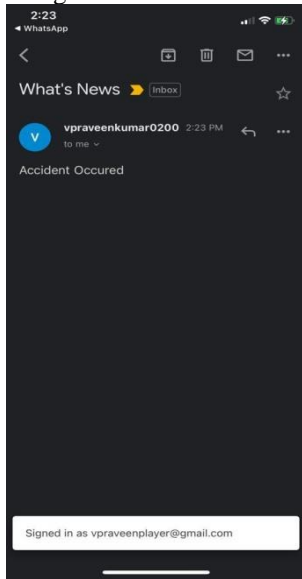 2:23
WhatsApp
What's News Inbox
V
vpraveenkumar0200 2:23 PM
to me
Accident Occured
Signed in as vpraveenplayer@gmail.com